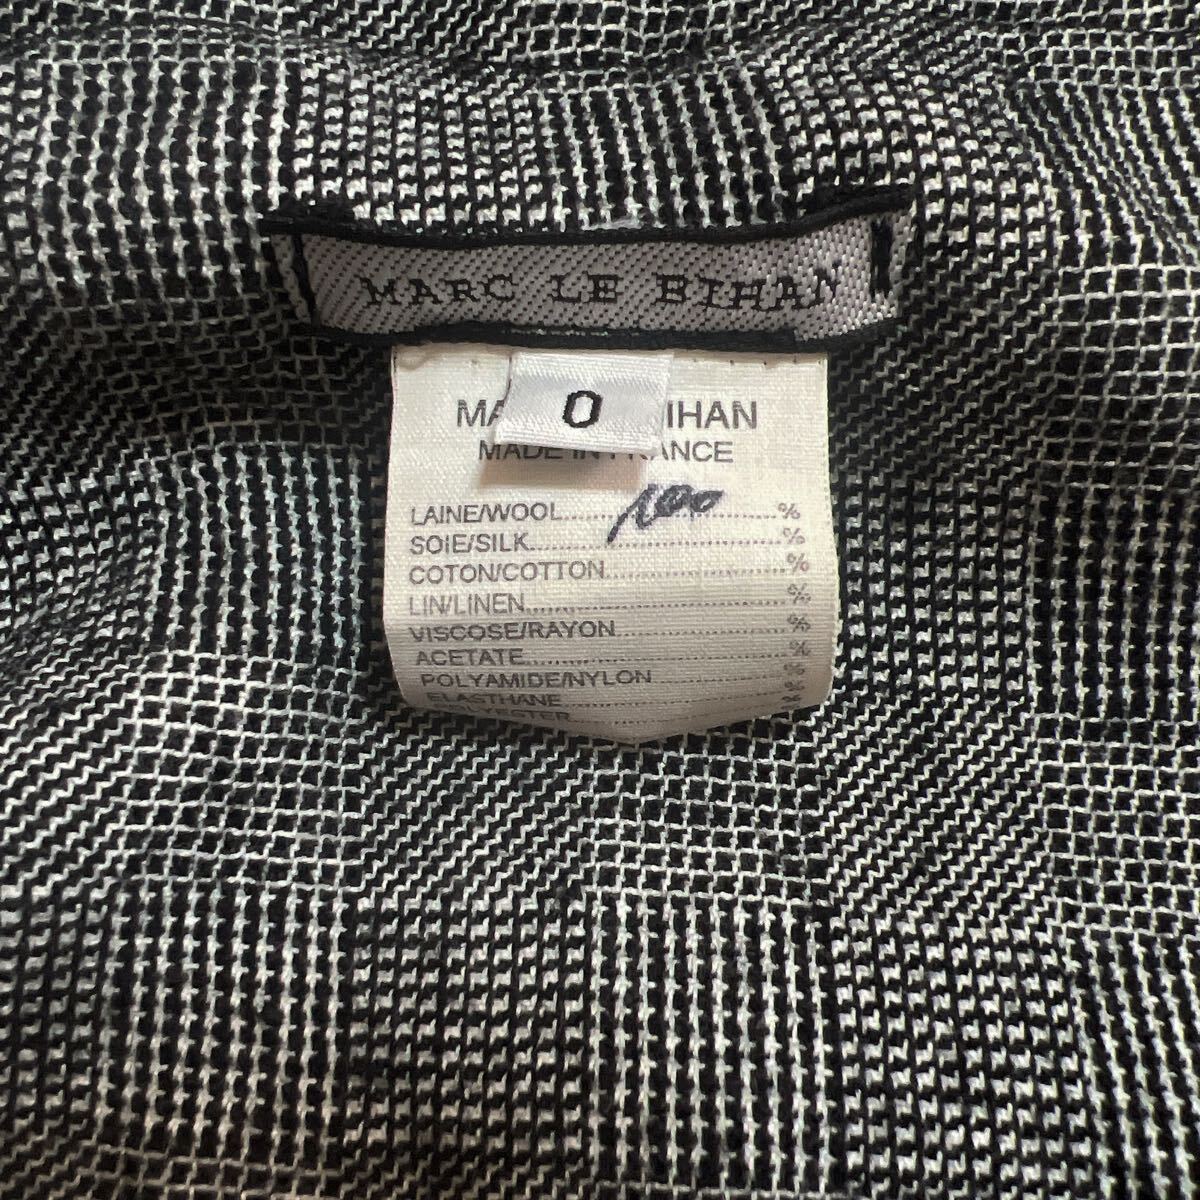 MARC LE BIHAN
0
MA IHAN
MADE IN FRANCE
LAINE/WOOL 100 %
SOIE/SILK %
COTON/COTTON %
LIN/LINEN %
VISCOSE/RAYON %
ACETATE %
POLYAMIDE/NYLON %
ELASTHANE %